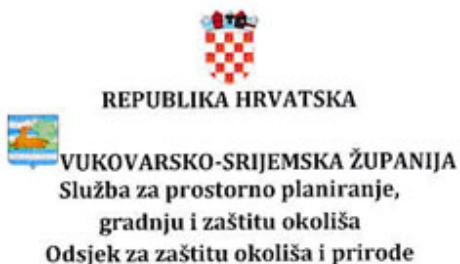 REPUBLIKA HRVATSKA
VUKOVARSKO-SRIJEMSKA ŽUPANIJA
Služba za prostorno planiranje,
gradnju i zaštitu okoliša
Odsjek za zaštitu okoliša i prirode